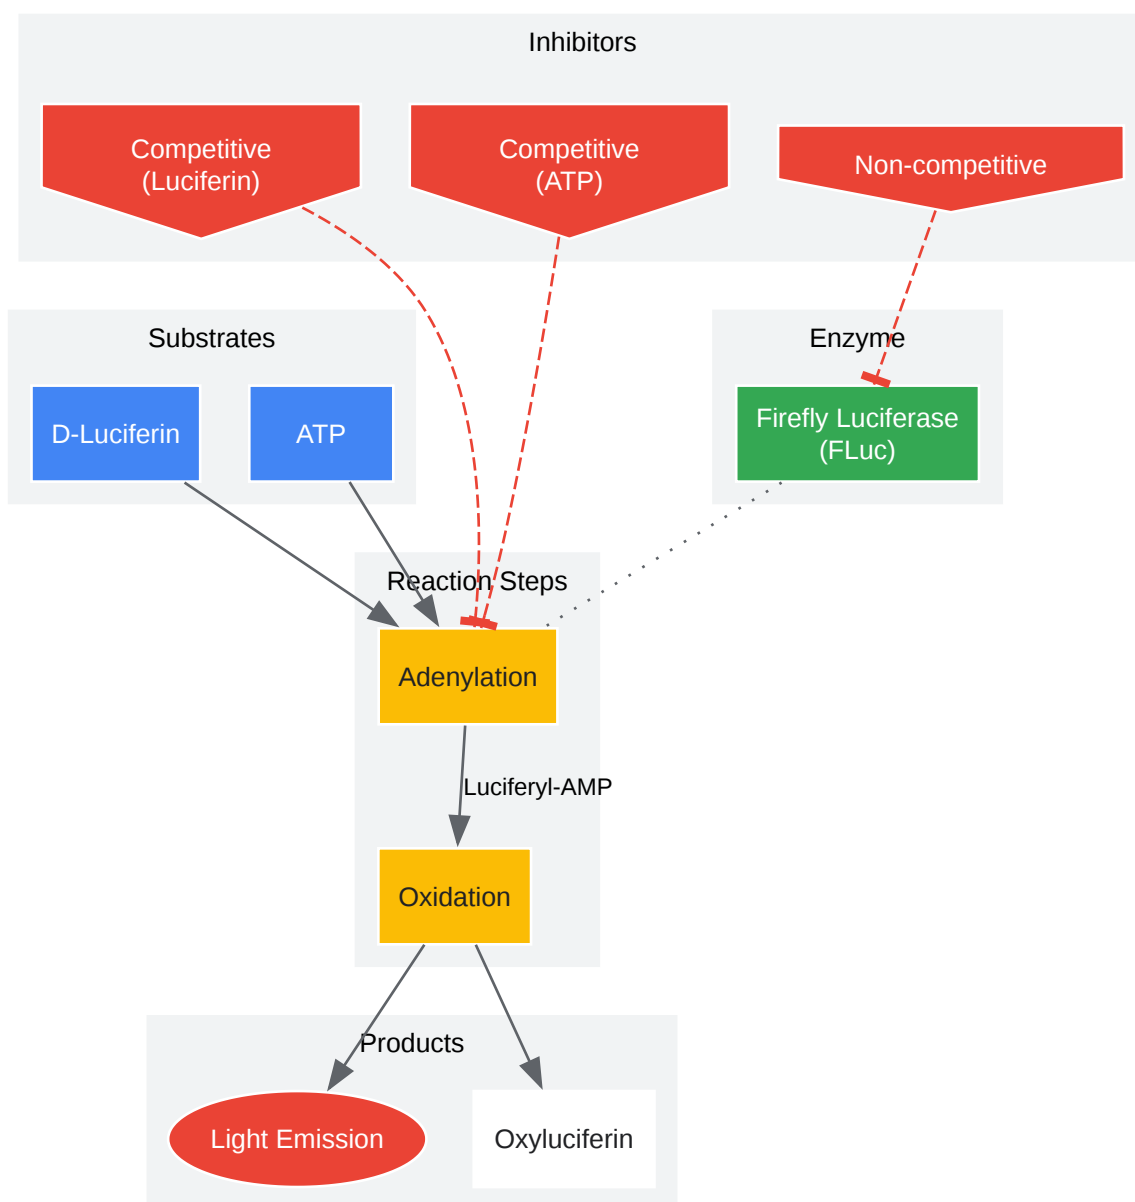 Inhibitors
Competitive
(Luciferin)
Competitive
(ATP)
Non-competitive
Substrates
Enzyme
D-Luciferin
ATP
Firefly Luciferase
(FLuc)
Reaction Steps
Adenylation
Luciferyl-AMP
Oxidation
Products
Light Emission
Oxyluciferin